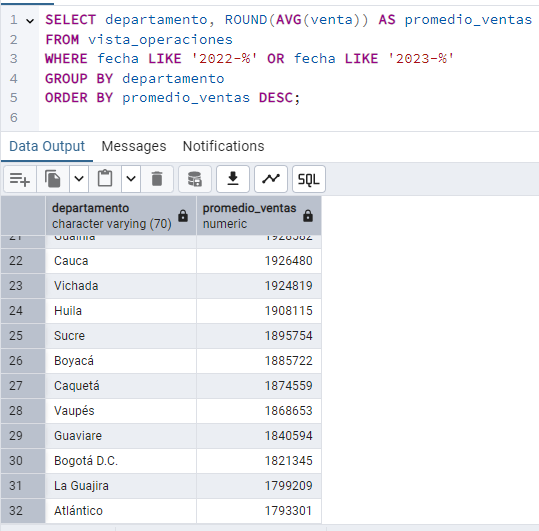 1 SELECT departamento, ROUND(AVG(venta)) AS promedio_ventas
2 FROM vista_operaciones
3 WHERE fecha LIKE '2022-%' OR fecha LIKE '2023-%'
4 GROUP BY departamento
5 ORDER BY promedio_ventas DESC;
6
Data Output Messages Notifications
SQL
departamento promedio_ventas
character varying (70) numeric
22 Cauca 1926480
23 Vichada 1924819
24 Huila 1908115
25 Sucre 1895754
26 Boyacá 1885722
27 Caquetá 1874559
28 Vaupés 1868653
29 Guaviare 1840594
30 Bogotá D.C. 1821345
31 La Guajira 1799209
32 Atlántico 1793301